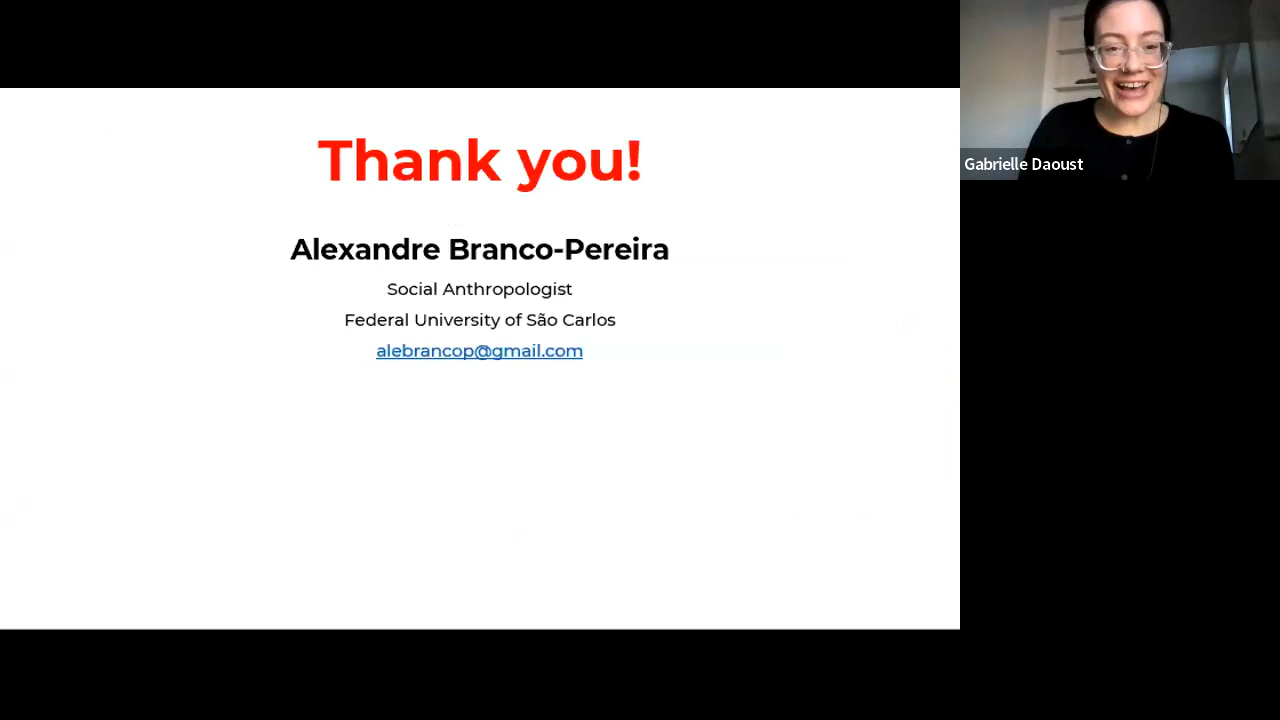 Thank you!
Alexandre Branco-Pereira
Social Anthropologist
Federal University of São Carlos
alebrancop@gmail.com
Gabrielle Daoust